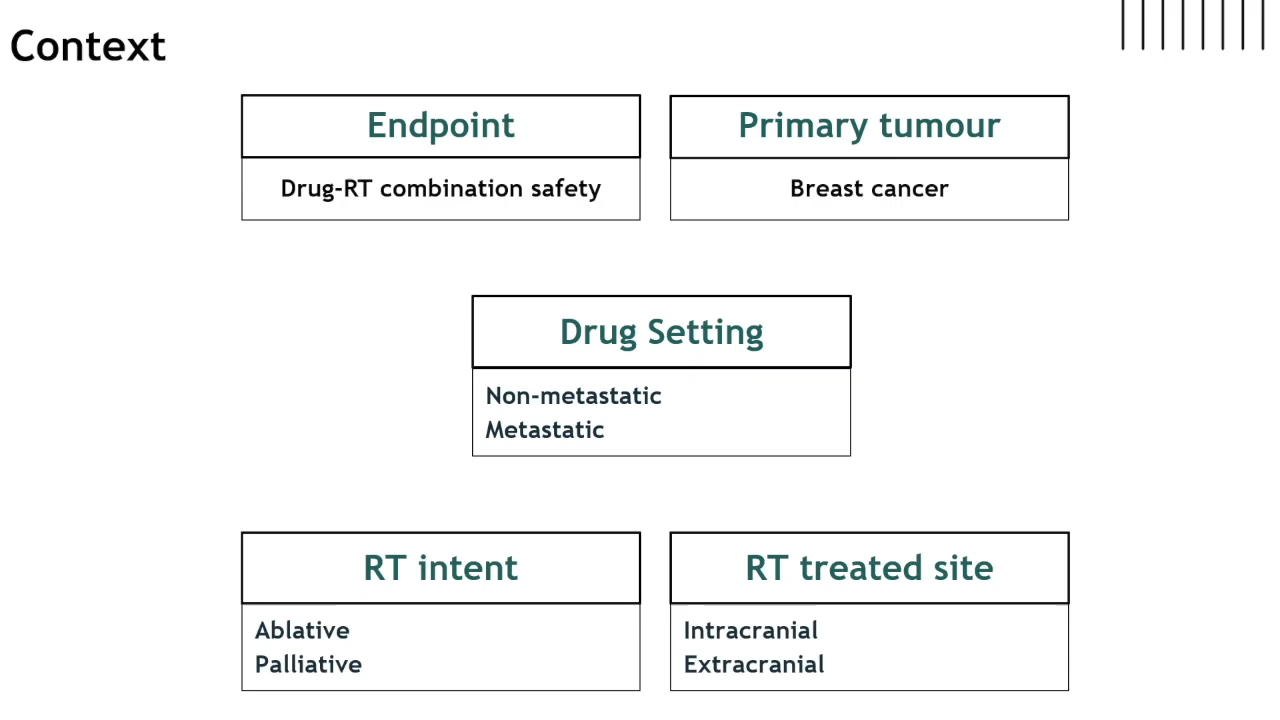 Context
Endpoint
Drug-RT combination safety
Primary tumour
Breast cancer
Drug Setting
Non-metastatic
Metastatic
RT intent
Ablative
Palliative
RT treated site
Intracranial
Extracranial